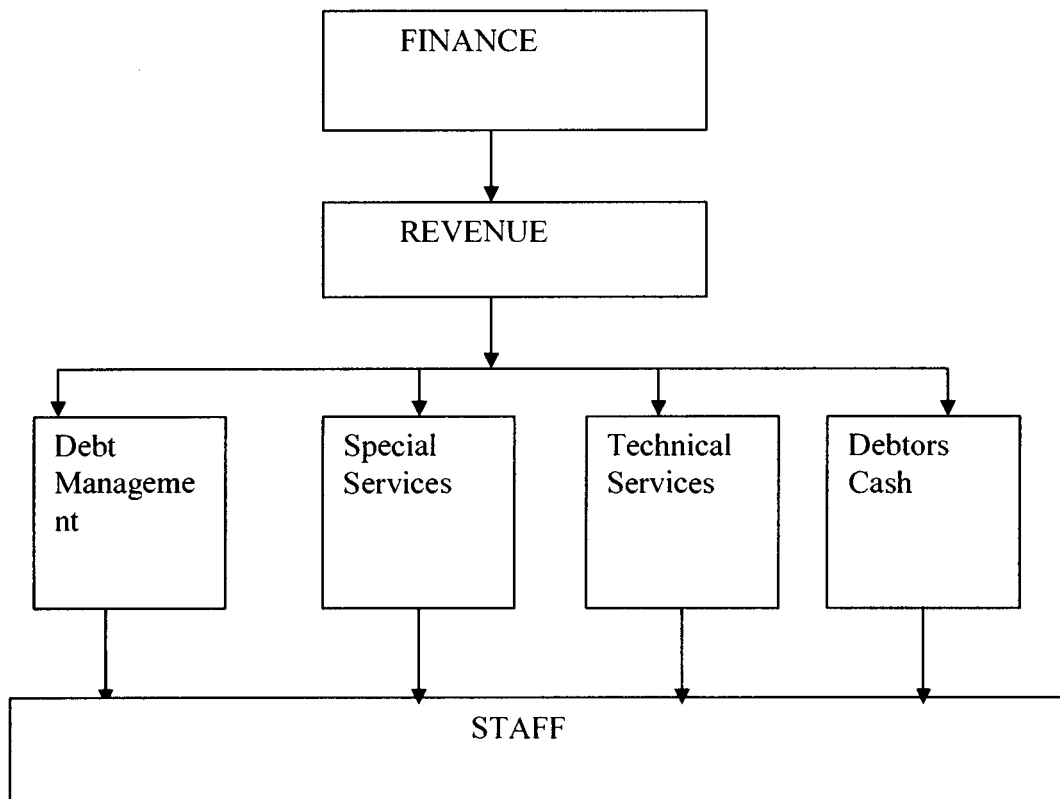 FINANCE
REVENUE
Debt
Manageme
nt
Special
Services
Technical
Services
Debtors
Cash
STAFF